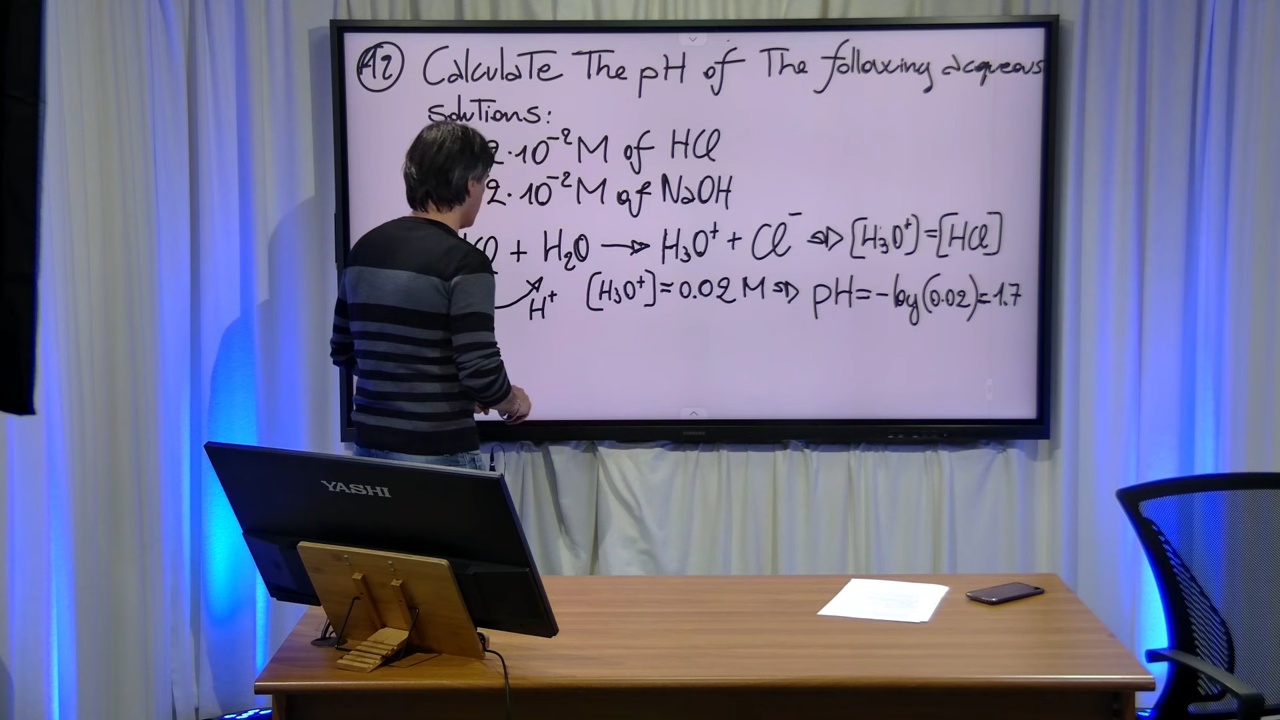 A2 Calculate The pH of The following acqueous
solutions:
2·10⁻²M of HCl
2·10⁻²M of NaOH
+ H₂O → H₃O⁺ + Cl⁻ ⇒ [H₃O⁺]=[HCl]
H⁺ [H₃O⁺]=0.02 M ⇒ pH=-log(0.02)=1.7
YASHI